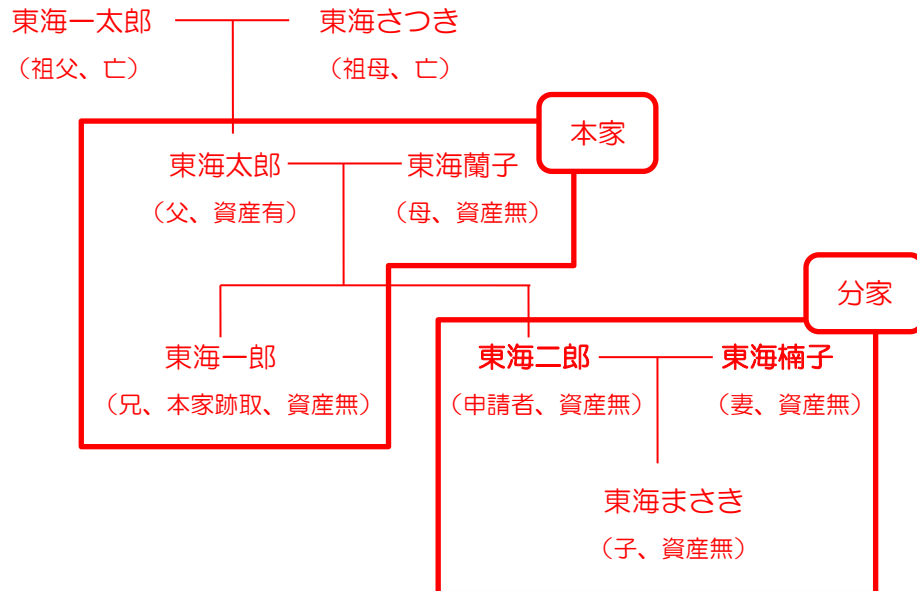 東海一太郎 東海さつき
(祖父、亡) (祖母、亡)
本家
東海太郎 東海蘭子
(父、資産有) (母、資産無)
分家
東海一郎 東海二郎 東海楠子
(兄、本家跡取、資産無) (申請者、資産無) (妻、資産無)
東海まさき
(子、資産無)